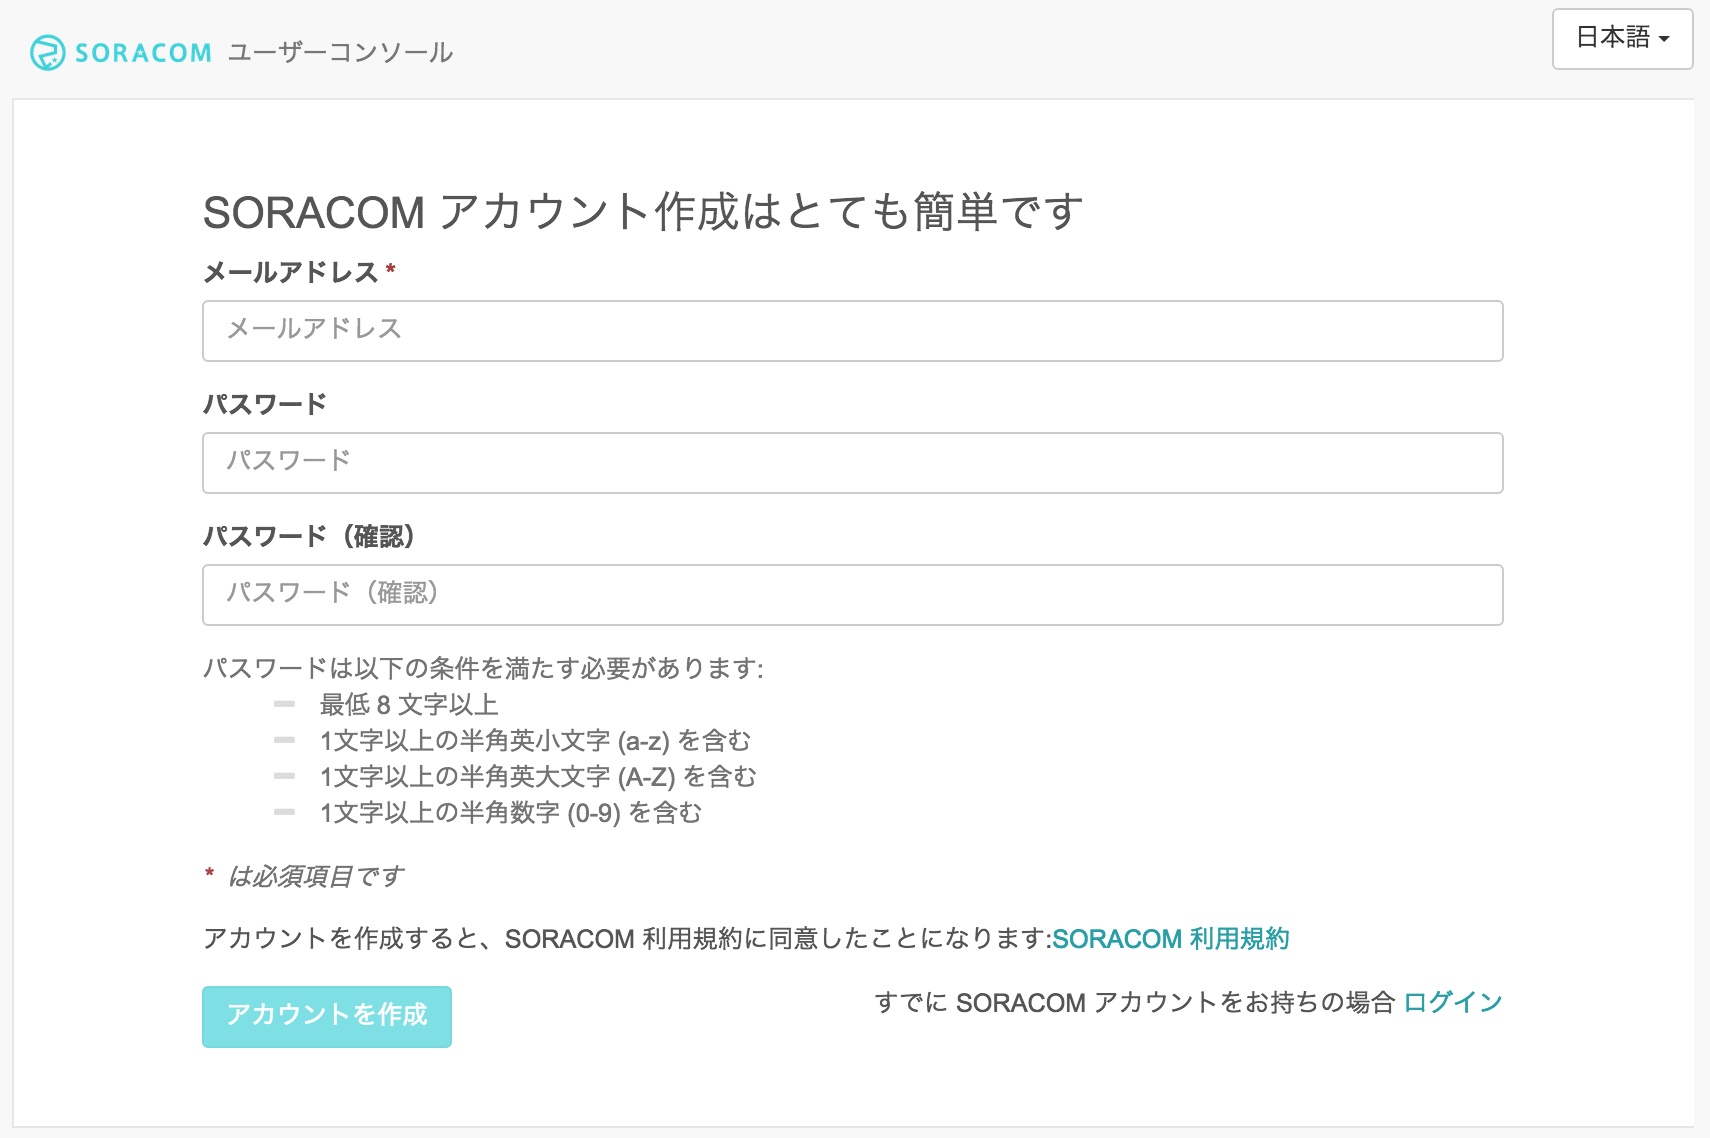 SORACOM ユーザーコンソール
日本語
SORACOM アカウント作成はとても簡単です
メールアドレス *
メールアドレス
パスワード
パスワード
パスワード（確認）
パスワード（確認）
パスワードは以下の条件を満たす必要があります:
最低 8 文字以上
1文字以上の半角英小文字 (a-z) を含む
1文字以上の半角英大文字 (A-Z) を含む
1文字以上の半角数字 (0-9) を含む
* は必須項目です
アカウントを作成すると、SORACOM 利用規約に同意したことになります:SORACOM 利用規約
アカウントを作成
すでに SORACOM アカウントをお持ちの場合 ログイン